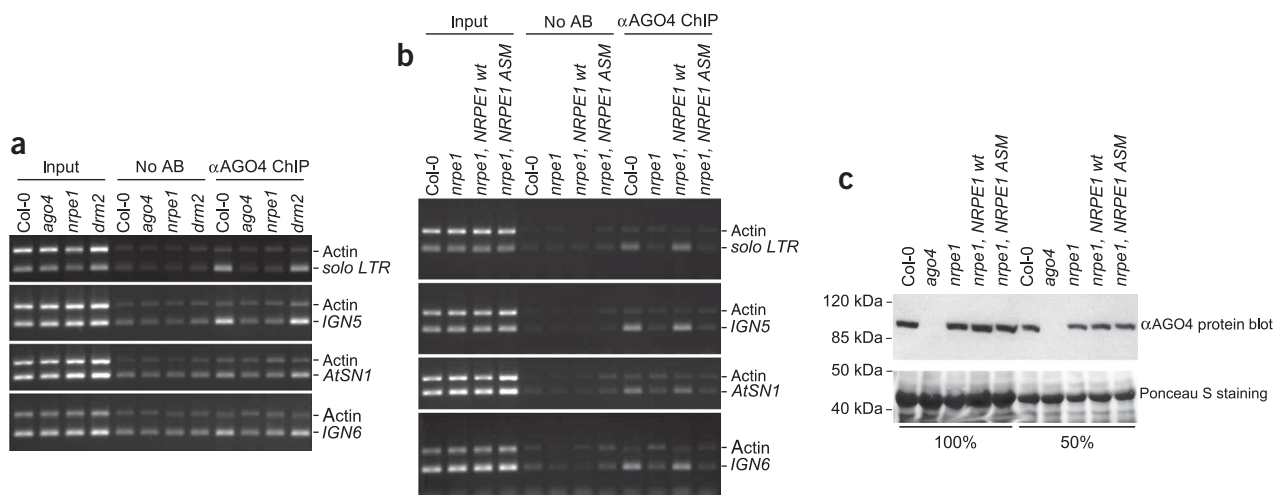 a
Input
No AB
αAGO4 ChIP
Col-0
ago4
nrpe1
drm2
Col-0
ago4
nrpe1
drm2
Col-0
ago4
nrpe1
drm2
Actin
solo LTR
Actin
IGN5
Actin
AtSN1
Actin
IGN6
b
Input
No AB
αAGO4 ChIP
Col-0
nrpe1
nrpe1, NRPE1 wt
nrpe1, NRPE1 ASM
Col-0
nrpe1
nrpe1, NRPE1 wt
nrpe1, NRPE1 ASM
Col-0
nrpe1
nrpe1, NRPE1 wt
nrpe1, NRPE1 ASM
Actin
solo LTR
Actin
IGN5
Actin
AtSN1
Actin
IGN6
c
Col-0
ago4
nrpe1
nrpe1, NRPE1 wt
nrpe1, NRPE1 ASM
Col-0
ago4
nrpe1
nrpe1, NRPE1 wt
nrpe1, NRPE1 ASM
120 kDa
85 kDa
αAGO4 protein blot
50 kDa
40 kDa
Ponceau S staining
100%
50%